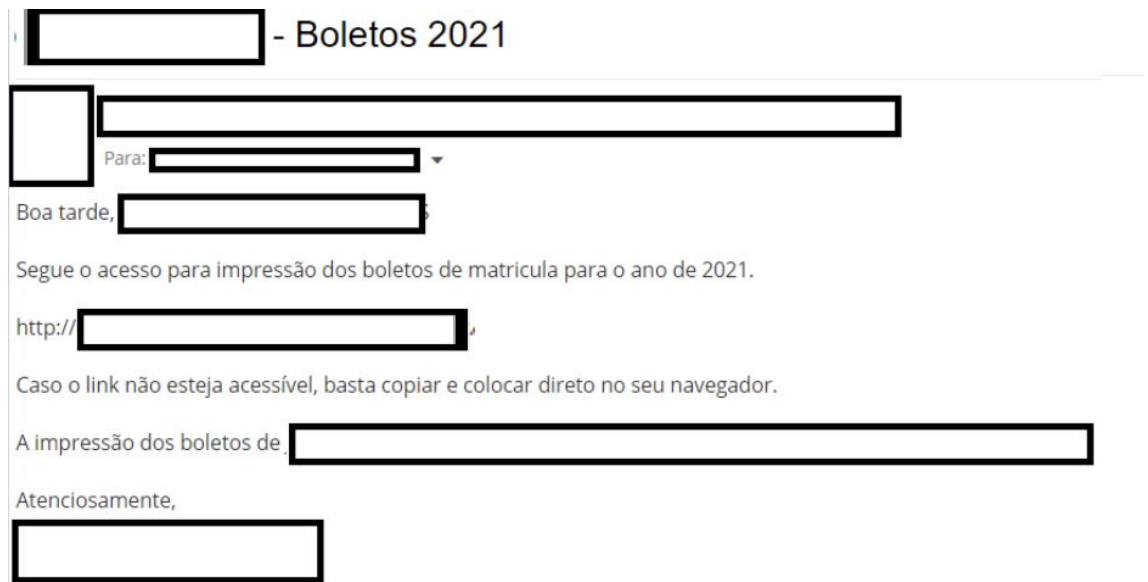 - Boletos 2021
Para:
Boa tarde,
Segue o acesso para impressão dos boletos de matricula para o ano de 2021.
http://
Caso o link não esteja acessível, basta copiar e colocar direto no seu navegador.
A impressão dos boletos de
Atenciosamente,